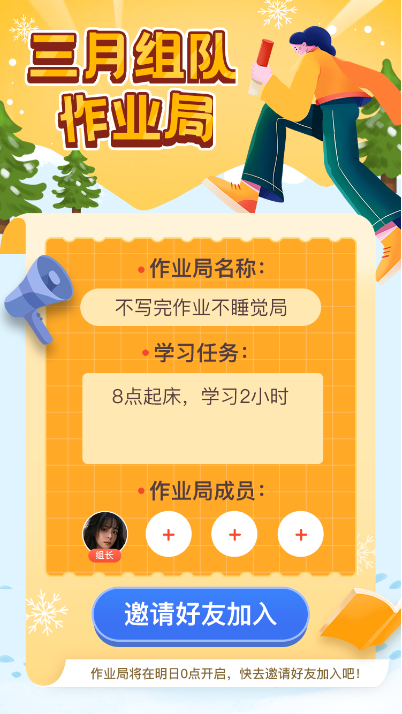 三月组队
作业局
作业局名称：
不写完作业不睡觉局
学习任务：
8点起床，学习2小时
作业局成员：
组长
邀请好友加入
作业局将在明日0点开启，快去邀请好友加入吧！